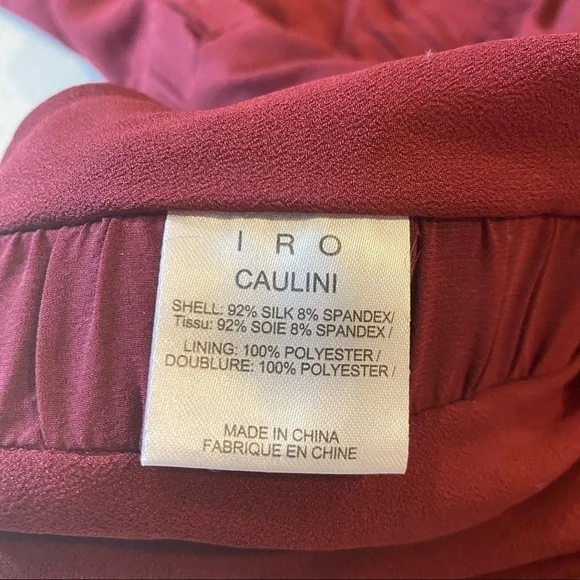 I R O
CAULINI
SHELL: 92% SILK 8% SPANDEX/
Tissu: 92% SOIE 8% SPANDEX /
LINING: 100% POLYESTER /
DOUBLURE: 100% POLYESTER /
MADE IN CHINA
FABRIQUE EN CHINE